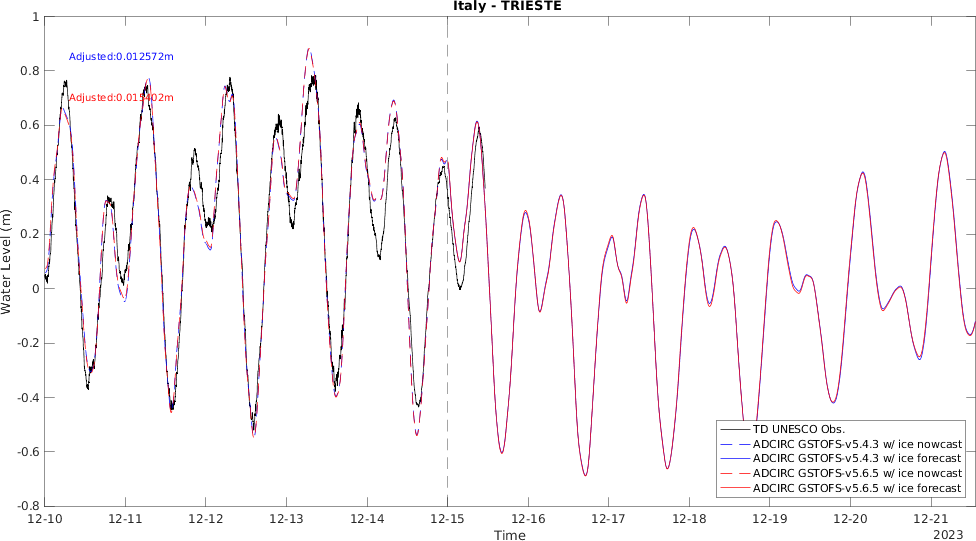 Italy - TRIESTE
Adjusted:0.012572m
Adjusted:0.015402m
Water Level (m)
1
0.8
0.6
0.4
0.2
0
-0.2
-0.4
-0.6
-0.8
TD UNESCO Obs.
ADCIRC GSTOFS-v5.4.3 w/ ice nowcast
ADCIRC GSTOFS-v5.4.3 w/ ice forecast
ADCIRC GSTOFS-v5.6.5 w/ ice nowcast
ADCIRC GSTOFS-v5.6.5 w/ ice forecast
12-10 12-11 12-12 12-13 12-14 12-15 12-16 12-17 12-18 12-19 12-20 12-21
Time
2023